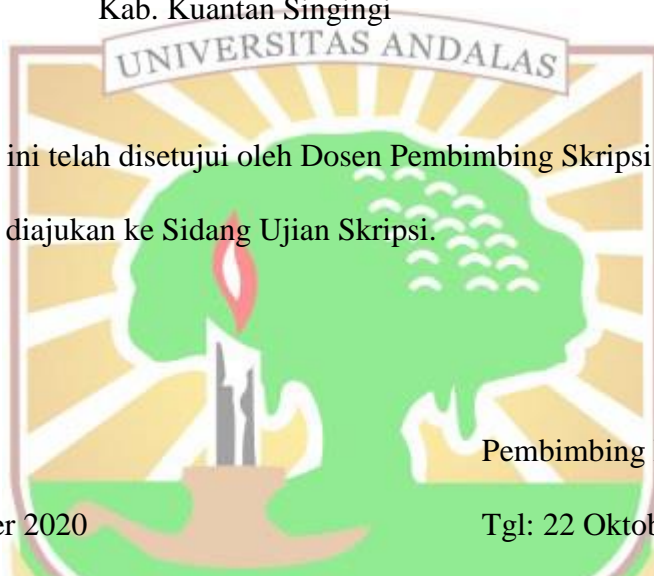 Kab. Kuantan Singingi
UNIVERSITAS ANDALAS
ini telah disetujui oleh Dosen Pembimbing Skripsi
diajukan ke Sidang Ujian Skripsi.
Pembimbing
er 2020 Tgl: 22 Oktob